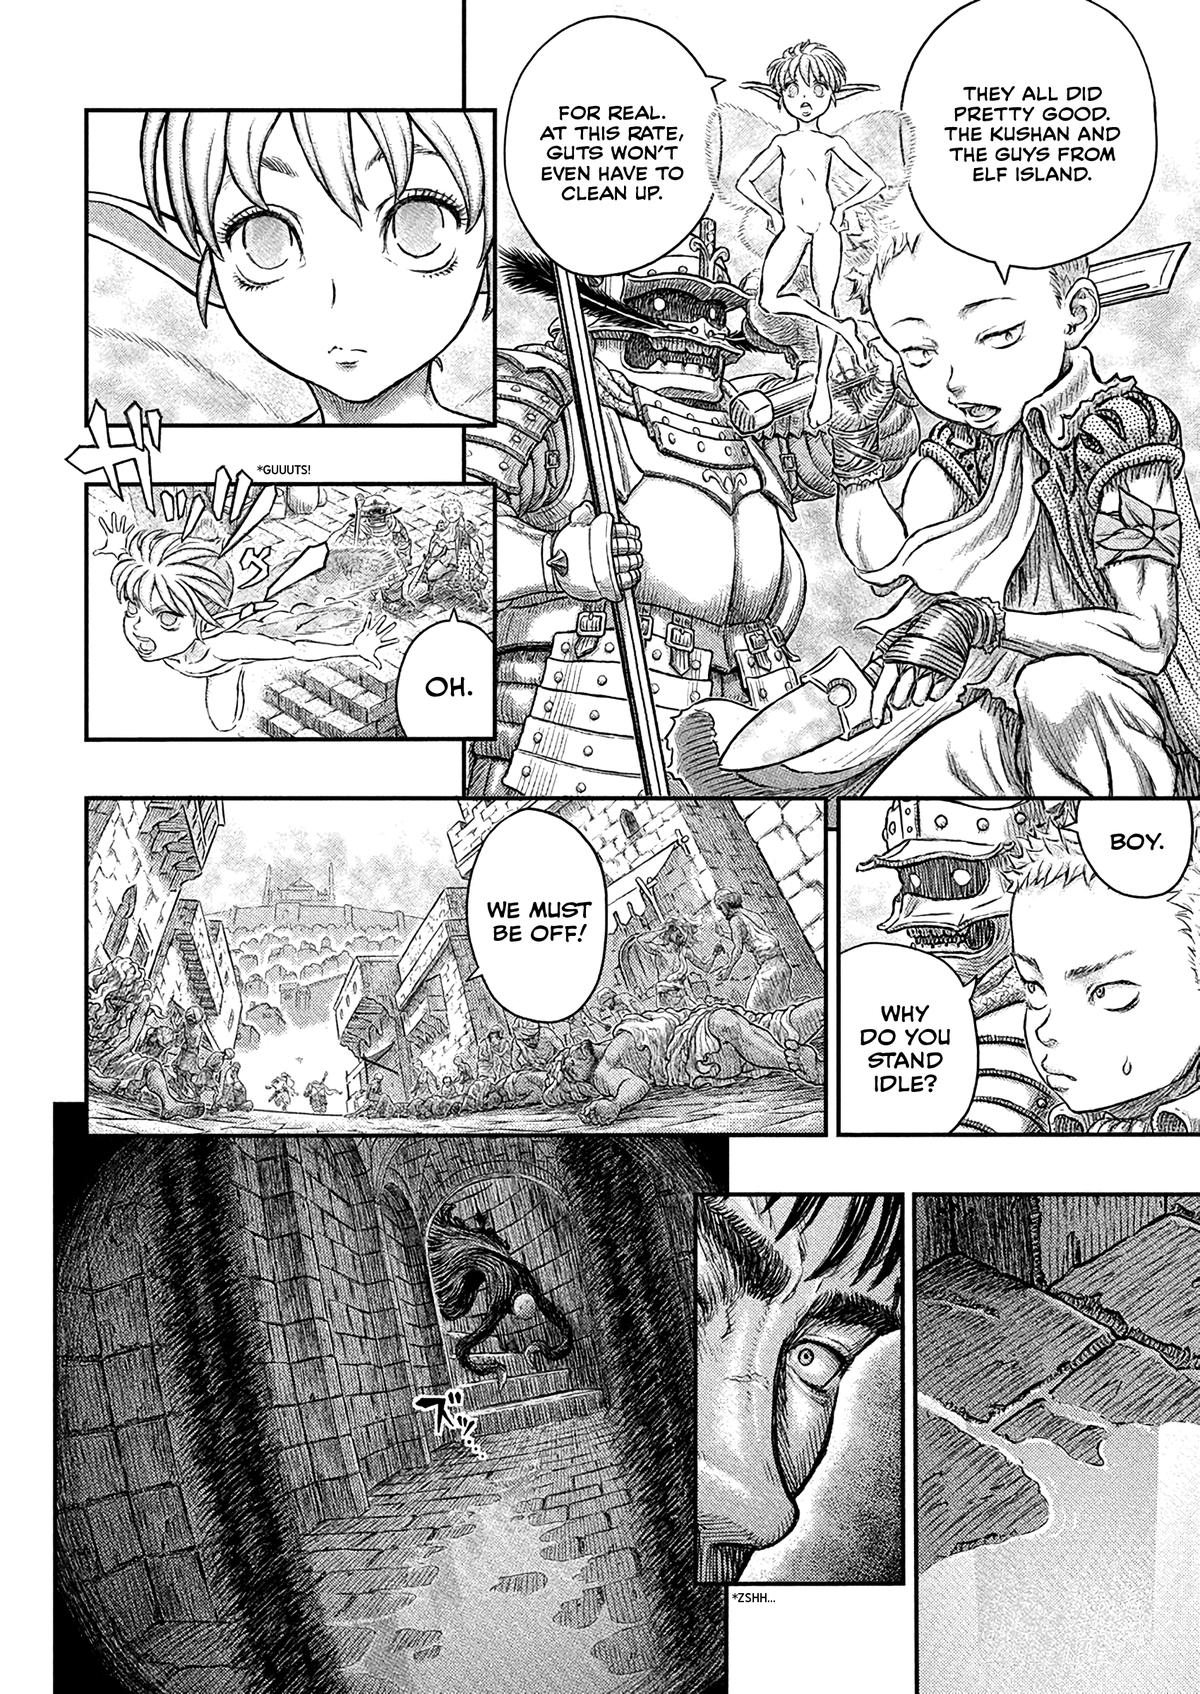 THEY ALL DID
PRETTY GOOD.
THE KUSHAN AND
THE GUYS FROM
ELF ISLAND.
FOR REAL.
AT THIS RATE,
GUTS WON'T
EVEN HAVE TO
CLEAN UP.
*GUUUTS!
OH.
BOY.
WHY
DO YOU
STAND
IDLE?
WE MUST
BE OFF!
ズッ…
*ZSHH...